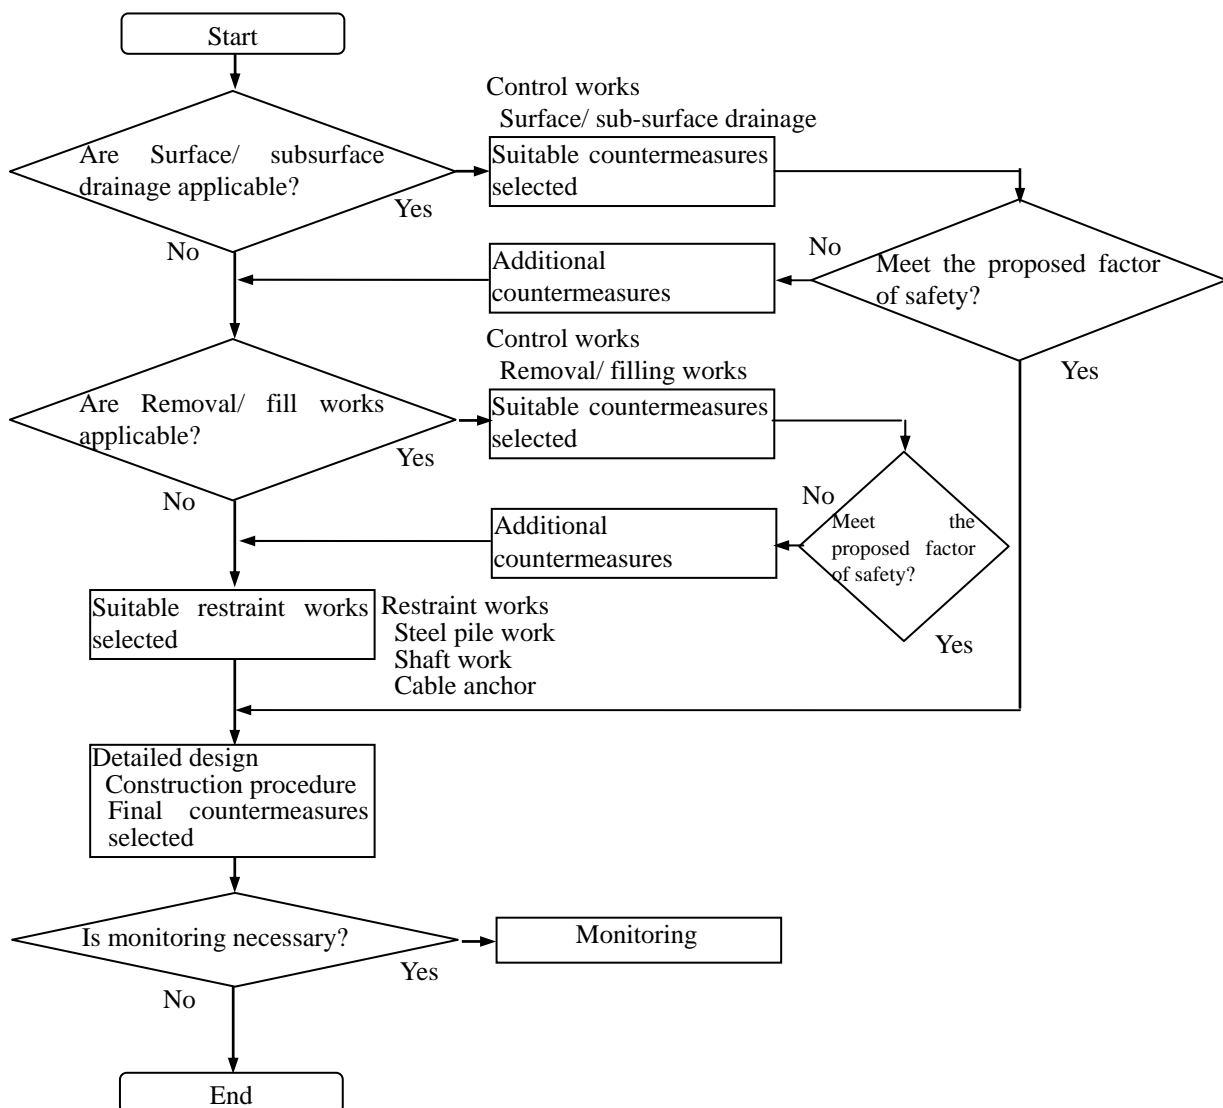 Start
Control works
Surface/ sub-surface drainage
Are Surface/ subsurface
drainage applicable?
Yes
No
Suitable countermeasures
selected
Meet the proposed factor
of safety?
No
Yes
Additional
countermeasures
Control works
Removal/ filling works
Are Removal/ fill works
applicable?
Yes
No
Suitable countermeasures
selected
No
Meet the
proposed factor
of safety?
Yes
Additional
countermeasures
Suitable restraint works
selected
Restraint works
Steel pile work
Shaft work
Cable anchor
Detailed design
Construction procedure
Final countermeasures
selected
Is monitoring necessary?
Yes
No
Monitoring
End